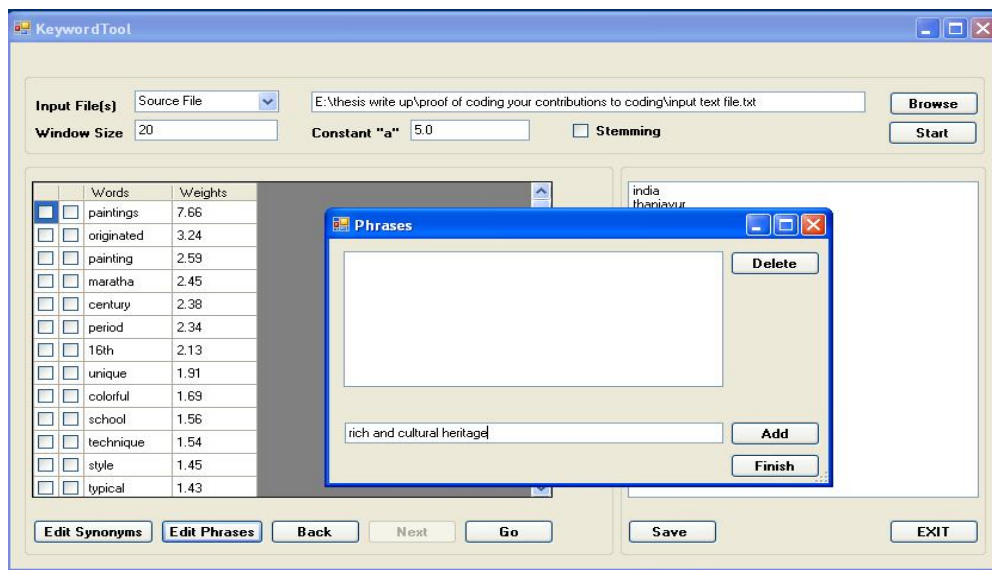 KeywordTool
Input File(s) Source File E:\thesis write up\proof of coding your contributions to coding\input text file.txt Browse
Window Size 20 Constant "a" 5.0 Stemming Start
Words Weights
paintings 7.66
originated 3.24
painting 2.59
maratha 2.45
century 2.38
period 2.34
16th 2.13
unique 1.91
colorful 1.69
school 1.56
technique 1.54
style 1.45
typical 1.43
india
thanjavur
Phrases
Delete
rich and cultural heritage Add
Finish
Edit Synonyms Edit Phrases Back Next Go Save EXIT